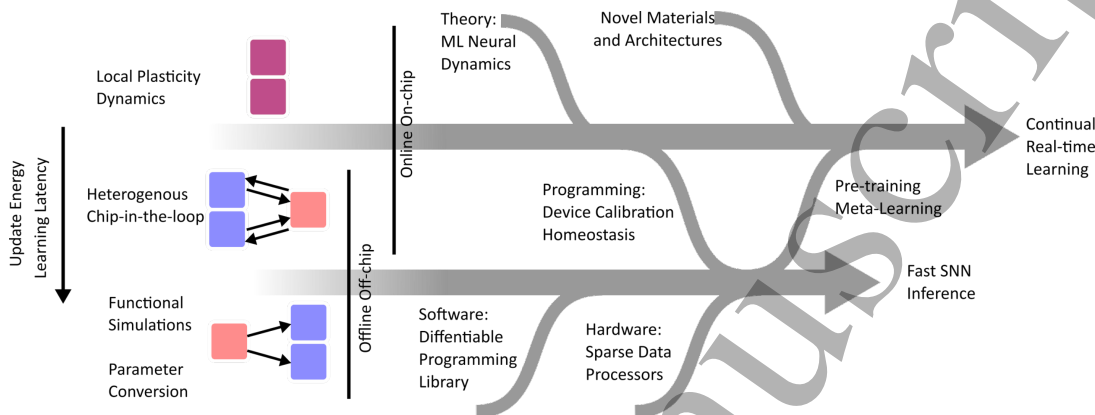 Local Plasticity
Dynamics
Update Energy
Learning Latency
Heterogenous
Chip-in-the-loop
Functional
Simulations
Parameter
Conversion
Online On-chip
Offline Off-chip
Theory:
ML Neural
Dynamics
Novel Materials
and Architectures
Continual
Real-time
Learning
Programming:
Device Calibration
Homeostasis
Pre-training
Meta-Learning
Fast SNN
Inference
Software:
Diffentiable
Programming
Library
Hardware:
Sparse Data
Processors